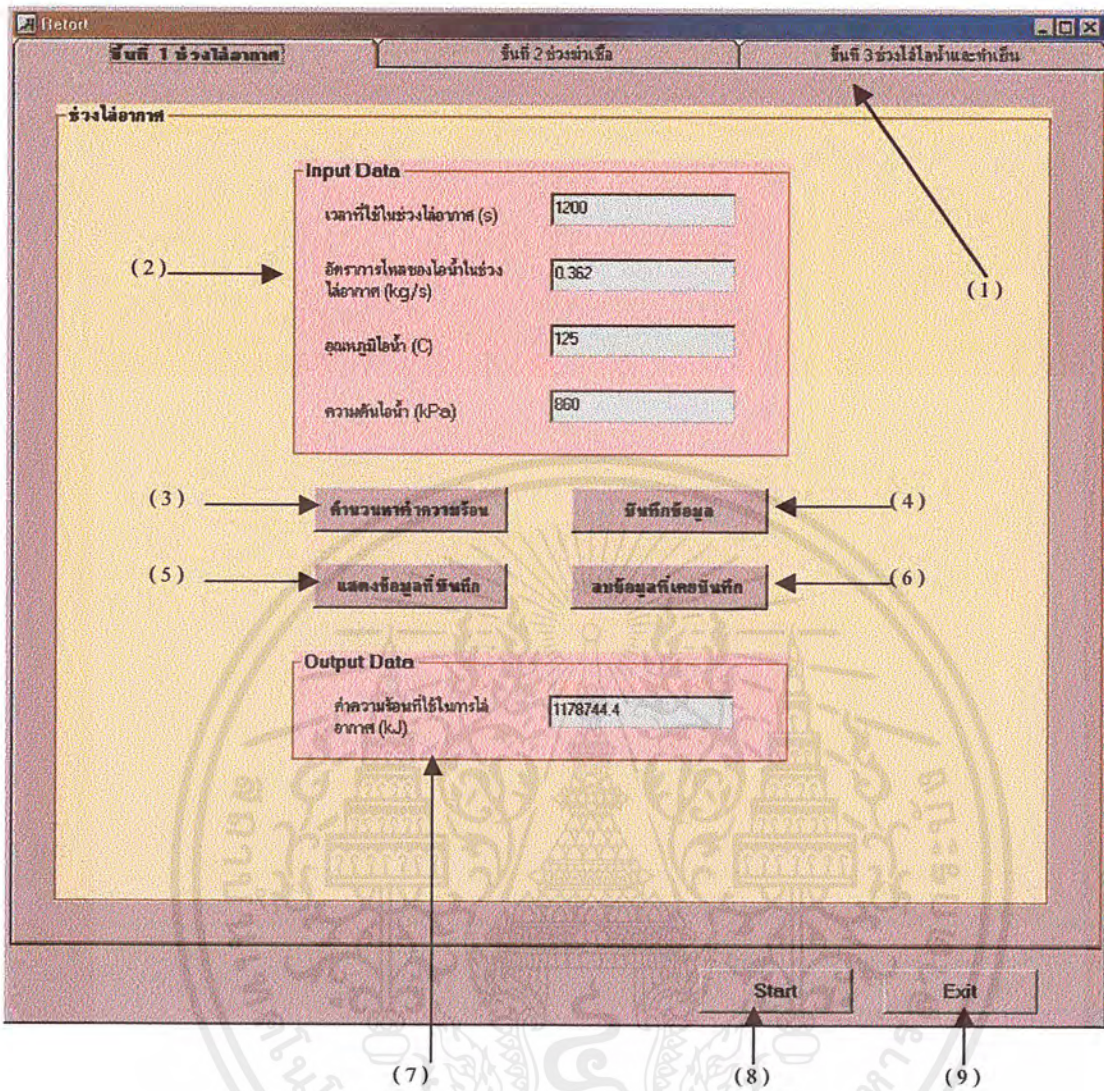 Retort
ขั้นที่ 1 ช่วงไล่อากาศ
ขั้นที่ 2 ช่วงฆ่าเชื้อ
ขั้นที่ 3 ช่วงไล่ไอน้ำและทำเย็น
ช่วงไล่อากาศ
Input Data
เวลาที่ใช้ในช่วงไล่อากาศ (s)
1200
(2)
อัตราการไหลของไอน้ำในช่วง
ไล่อากาศ (kg/s)
0.362
(1)
อุณหภูมิไอน้ำ (C)
125
ความดันไอน้ำ (kPa)
860
(3)
คำนวนหาค่าความร้อน
บันทึกข้อมูล
(4)
(5)
แสดงข้อมูลที่บันทึก
ลบข้อมูลที่เคยบันทึก
(6)
Output Data
ค่าความร้อนที่ใช้ในการไล่
อากาศ (kJ)
1178744.4
Start
Exit
(7)
(8)
(9)